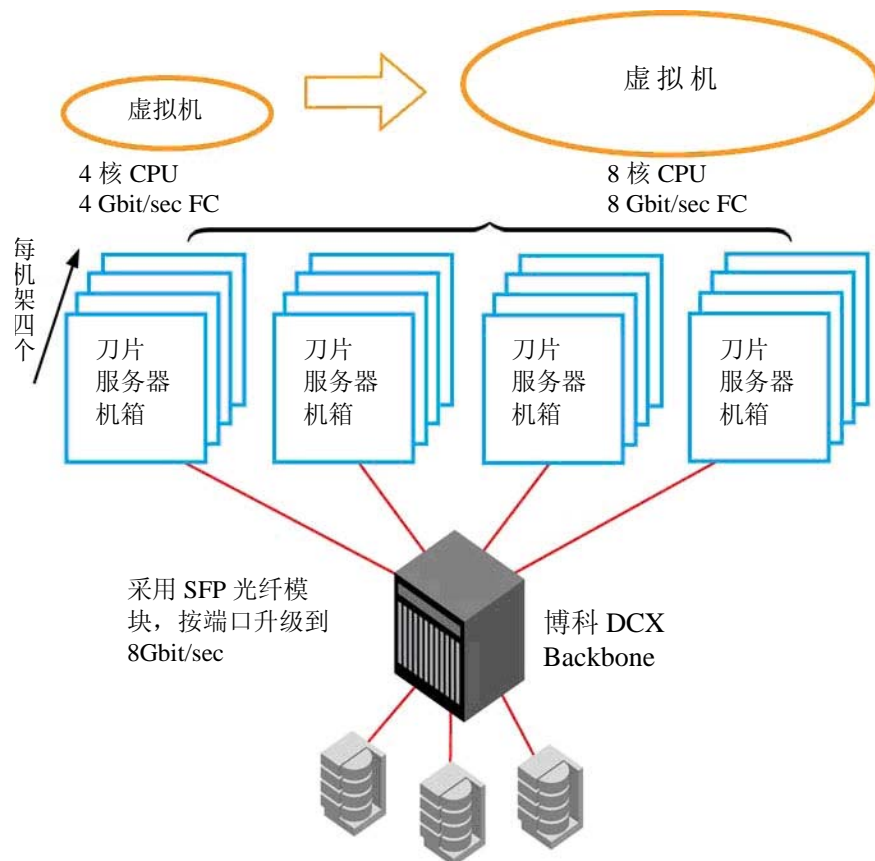 虚拟机
虚 拟 机
4 核 CPU
4 Gbit/sec FC
8 核 CPU
8 Gbit/sec FC
每机架四个
刀片
服务器
机箱
刀片
服务器
机箱
刀片
服务器
机箱
刀片
服务器
机箱
采用 SFP 光纤模
块，按端口升级到
8Gbit/sec
博科 DCX
Backbone